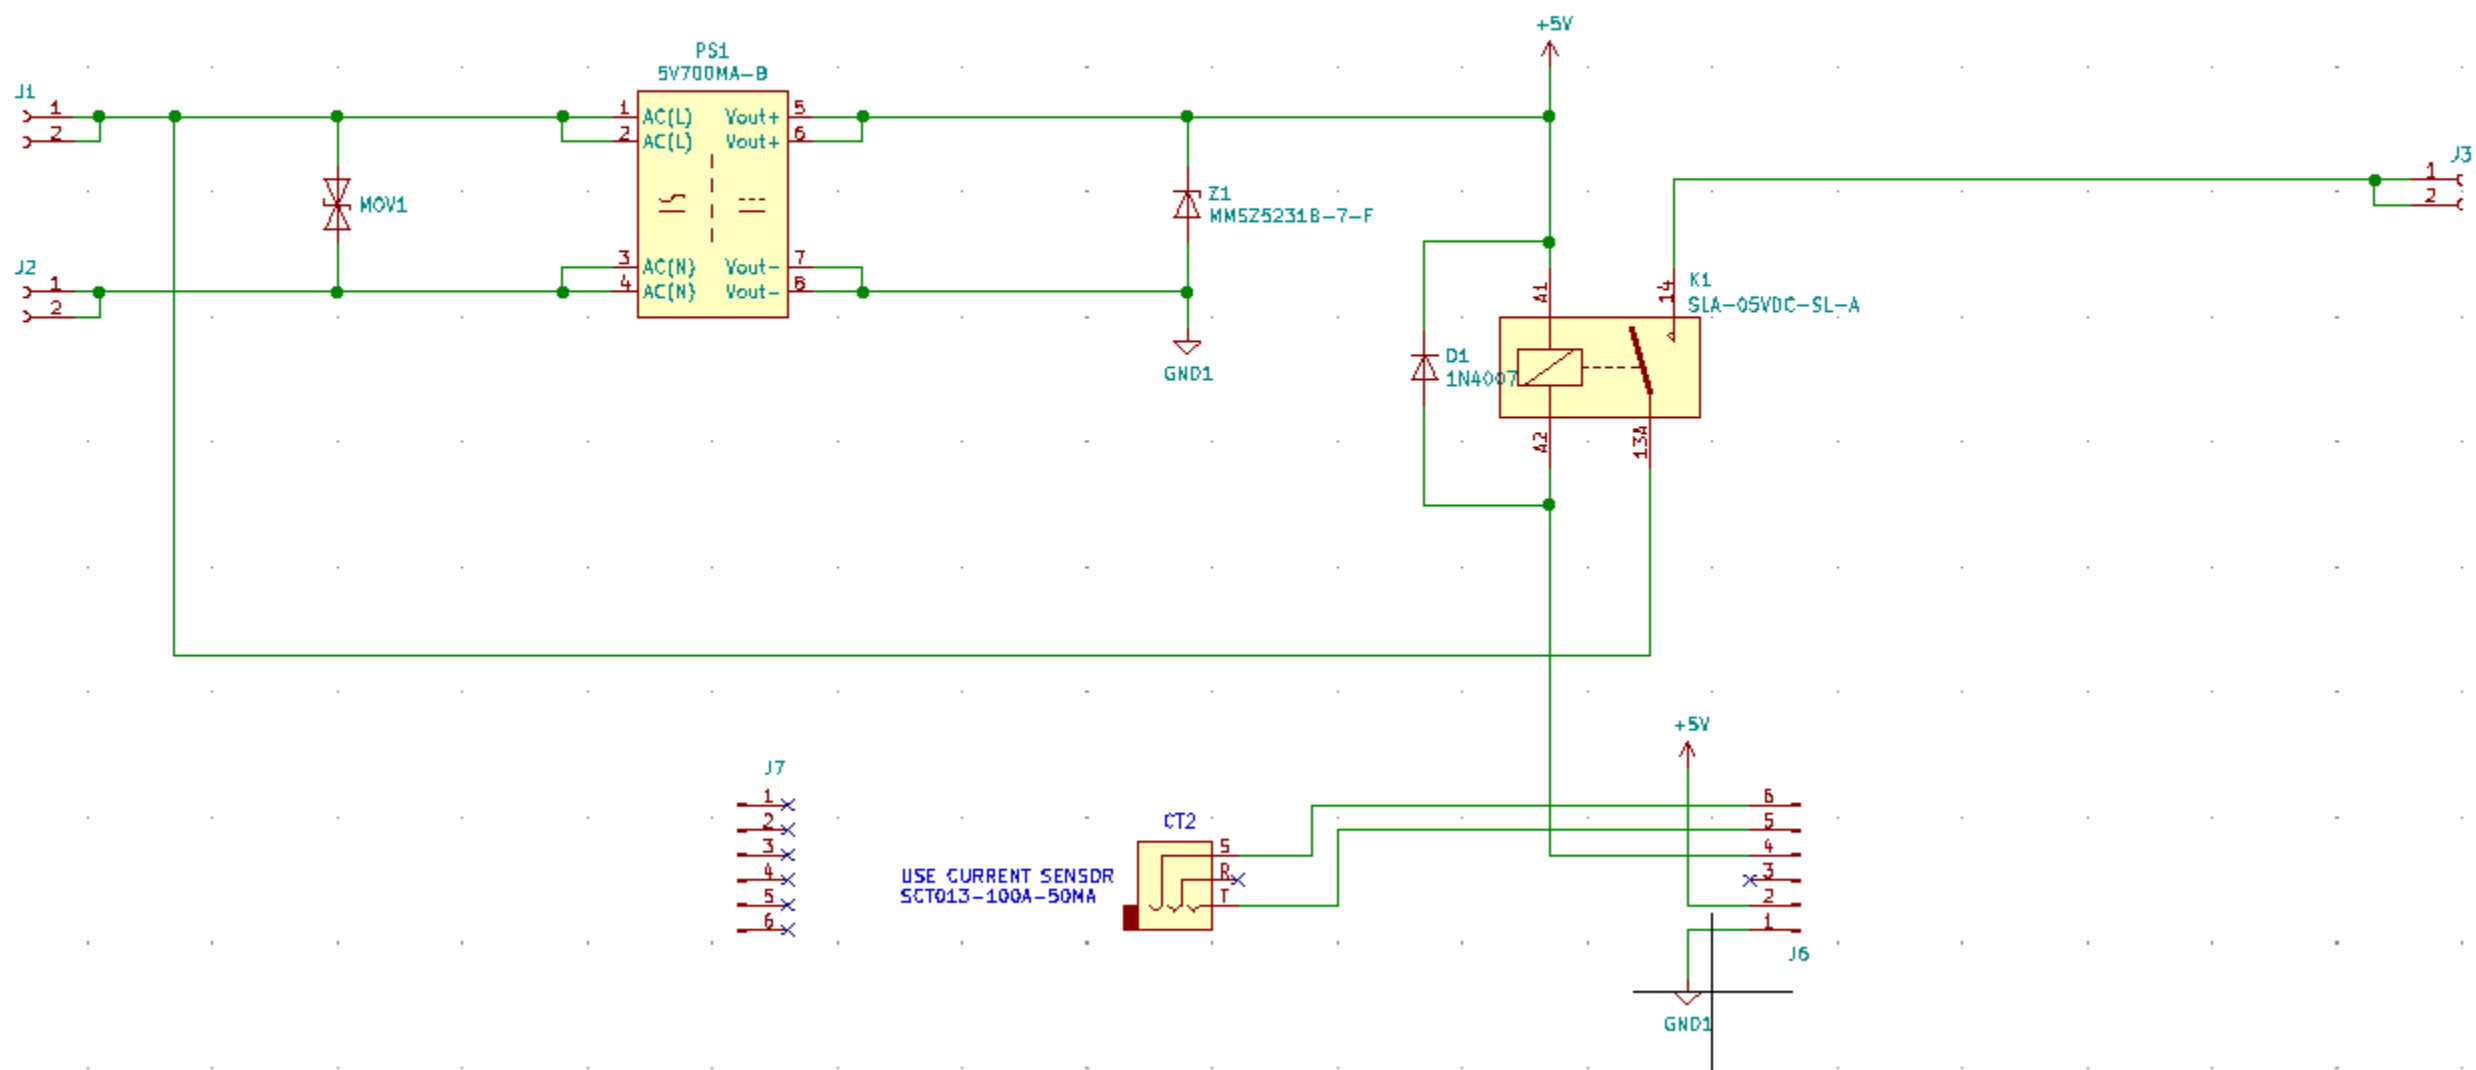 +5V
PS1
5V700MA-B
J1
1
2
1 AC(L) Vout+ 5
2 AC(L) Vout+ 6
J3
1
2
MOV1
Z1
MMSZ5231B-7-F
J2
1
2
3 AC(N) Vout- 7
4 AC(N) Vout- 8
GND1
A1
14
K1
SLA-05VDC-SL-A
D1
1N4007
A2
13A
+5V
J7
1
2
3
4
5
6
CT2
S
R
T
USE CURRENT SENSOR
SCT013-100A-50MA
6
5
4
3
2
1
J6
GND1